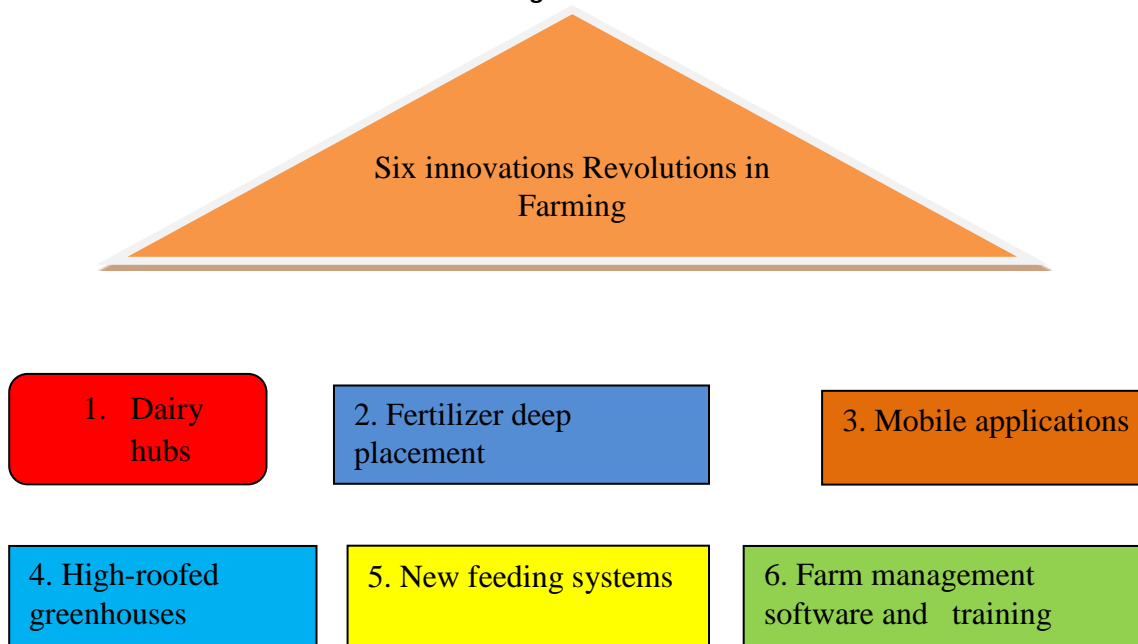 Six innovations Revolutions in
Farming
1. Dairy
hubs
2. Fertilizer deep
placement
3. Mobile applications
4. High-roofed
greenhouses
5. New feeding systems
6. Farm management
software and training